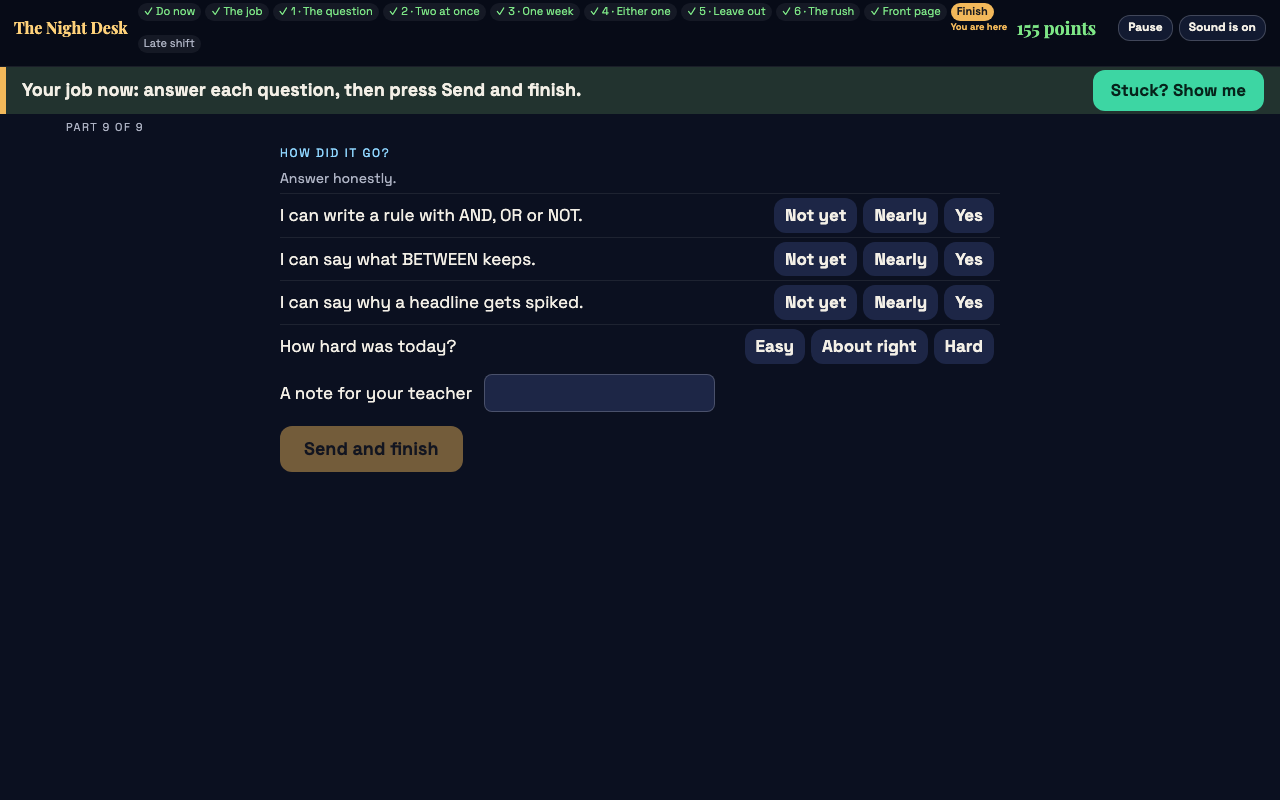 The Night Desk
✓ Do now ✓ The job ✓ 1 · The question ✓ 2 · Two at once ✓ 3 · One week ✓ 4 · Either one ✓ 5 · Leave out ✓ 6 · The rush ✓ Front page Finish
You are here
Late shift
155 points
Pause
Sound is on
Your job now: answer each question, then press Send and finish.
Stuck? Show me
PART 9 OF 9
HOW DID IT GO?
Answer honestly.
I can write a rule with AND, OR or NOT. Not yet Nearly Yes
I can say what BETWEEN keeps. Not yet Nearly Yes
I can say why a headline gets spiked. Not yet Nearly Yes
How hard was today? Easy About right Hard
A note for your teacher
Send and finish